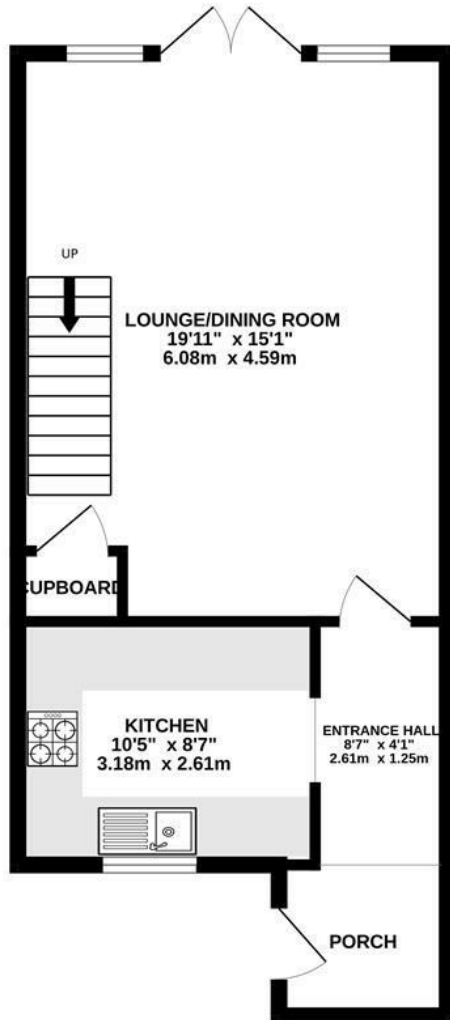 UP
LOUNGE/DINING ROOM
19'11" x 15'1"
6.08m x 4.59m
CUPBOARD
KITCHEN
10'5" x 8'7"
3.18m x 2.61m
ENTRANCE HALL
8'7" x 4'1"
2.61m x 1.25m
PORCH